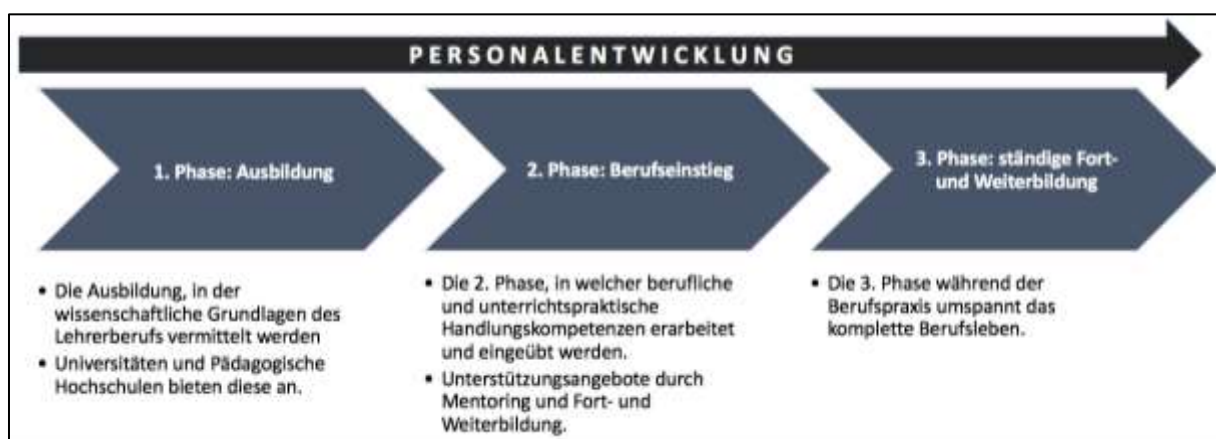 PERSONALENTWICKLUNG
1. Phase: Ausbildung
2. Phase: Berufseinstieg
3. Phase: ständige Fort-
und Weiterbildung
• Die Ausbildung, in der
wissenschaftliche Grundlagen des
Lehrerberufs vermittelt werden
• Universitäten und Pädagogische
Hochschulen bieten diese an.
• Die 2. Phase, in welcher berufliche
und unterrichtspraktische
Handlungskompetenzen erarbeitet
und eingeübt werden.
• Unterstützungsangebote durch
Mentoring und Fort- und
Weiterbildung.
• Die 3. Phase während der
Berufspraxis umspannt das
komplette Berufsleben.